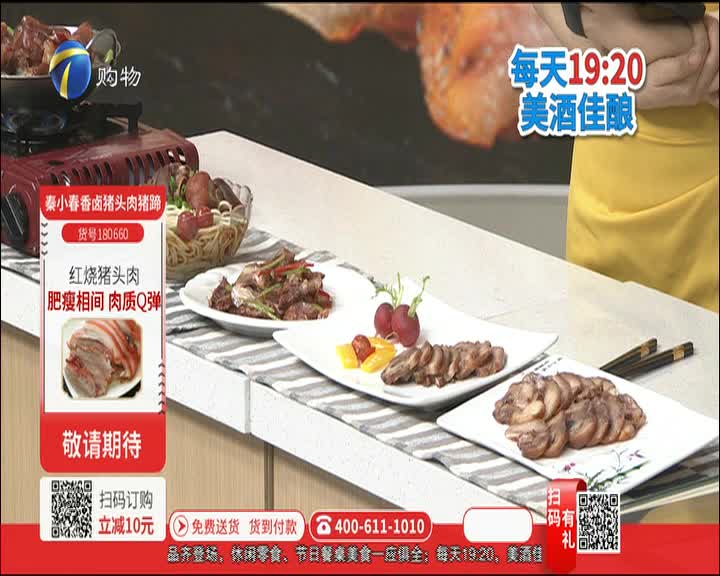 购物
每天19:20
美酒佳酿
秦小春香卤猪头肉猪蹄
货号180660
红烧猪头肉
肥瘦相间 肉质Q弹
敬请期待
扫码订购
立减10元
免费送货 货到付款
400-611-1010
扫码
有礼
品齐登场，休闲零食、节日餐桌美食一应俱全；每天19:20，美酒佳